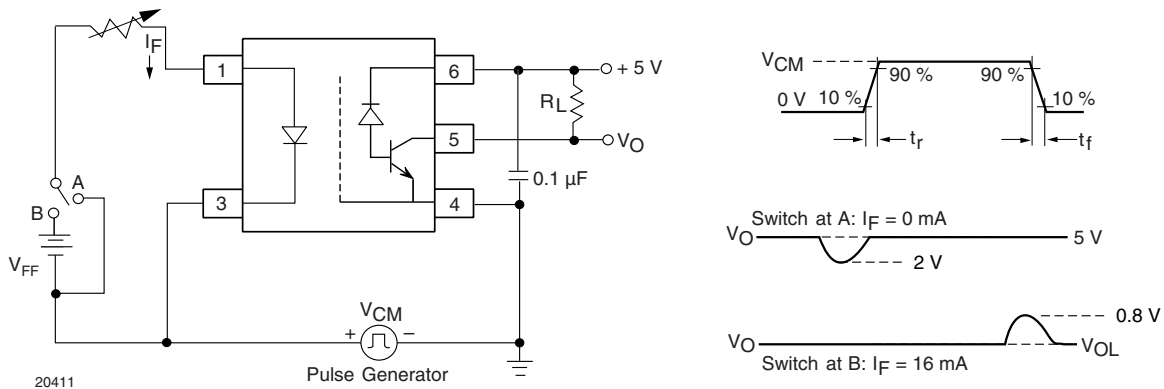 I_F
1
3
6
5
4
+ 5 V
R_L
V_O
0.1 µF
A
B
V_FF
V_CM
+
−
Pulse Generator
20411
V_CM
90 %
90 %
0 V
10 %
10 %
t_r
t_f
Switch at A: I_F = 0 mA
V_O
5 V
2 V
0.8 V
V_O
V_OL
Switch at B: I_F = 16 mA